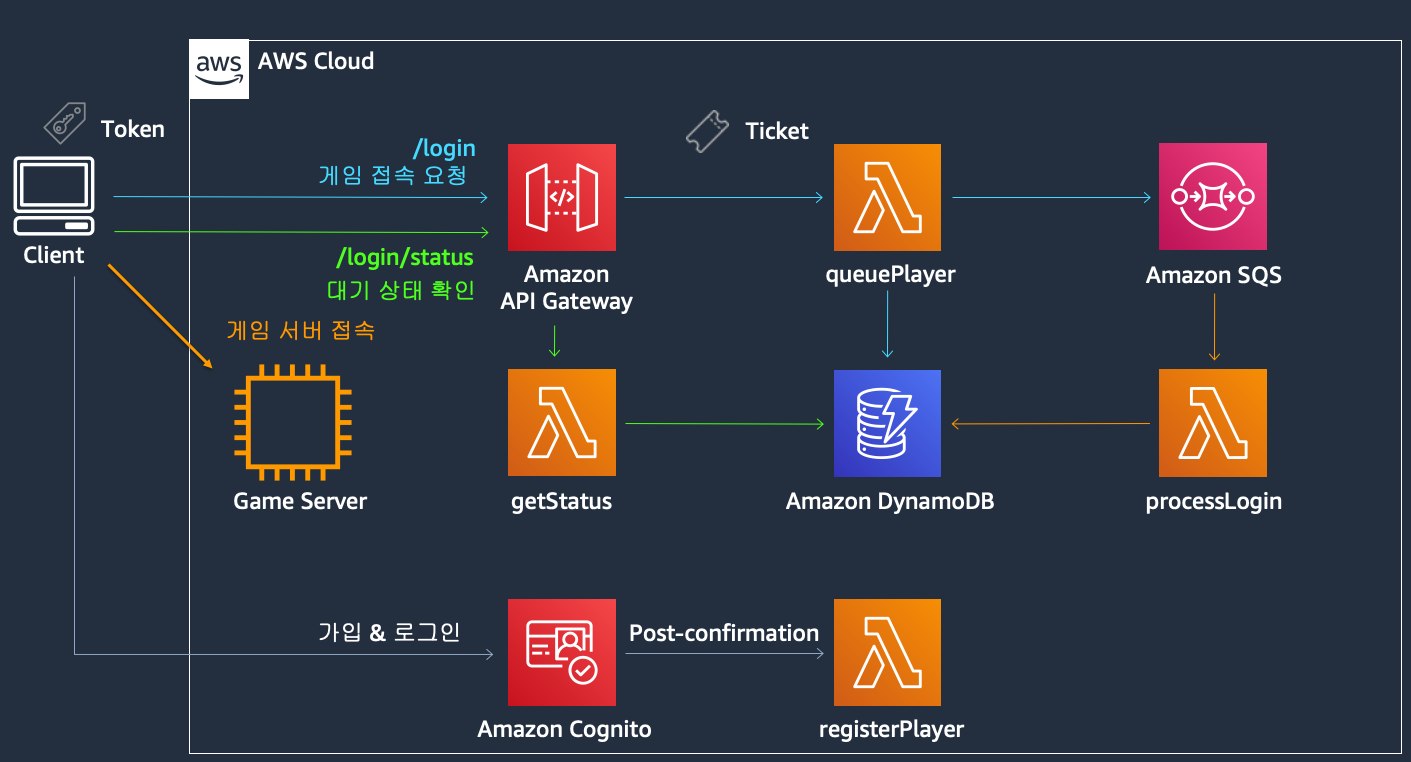 aws
AWS Cloud
Token
Ticket
/login
게임 접속 요청
Client
/login/status
대기 상태 확인
</>
Amazon
API Gateway
queuePlayer
Amazon SQS
게임 서버 접속
Game Server
getStatus
Amazon DynamoDB
processLogin
가입 & 로그인
Post-confirmation
Amazon Cognito
registerPlayer